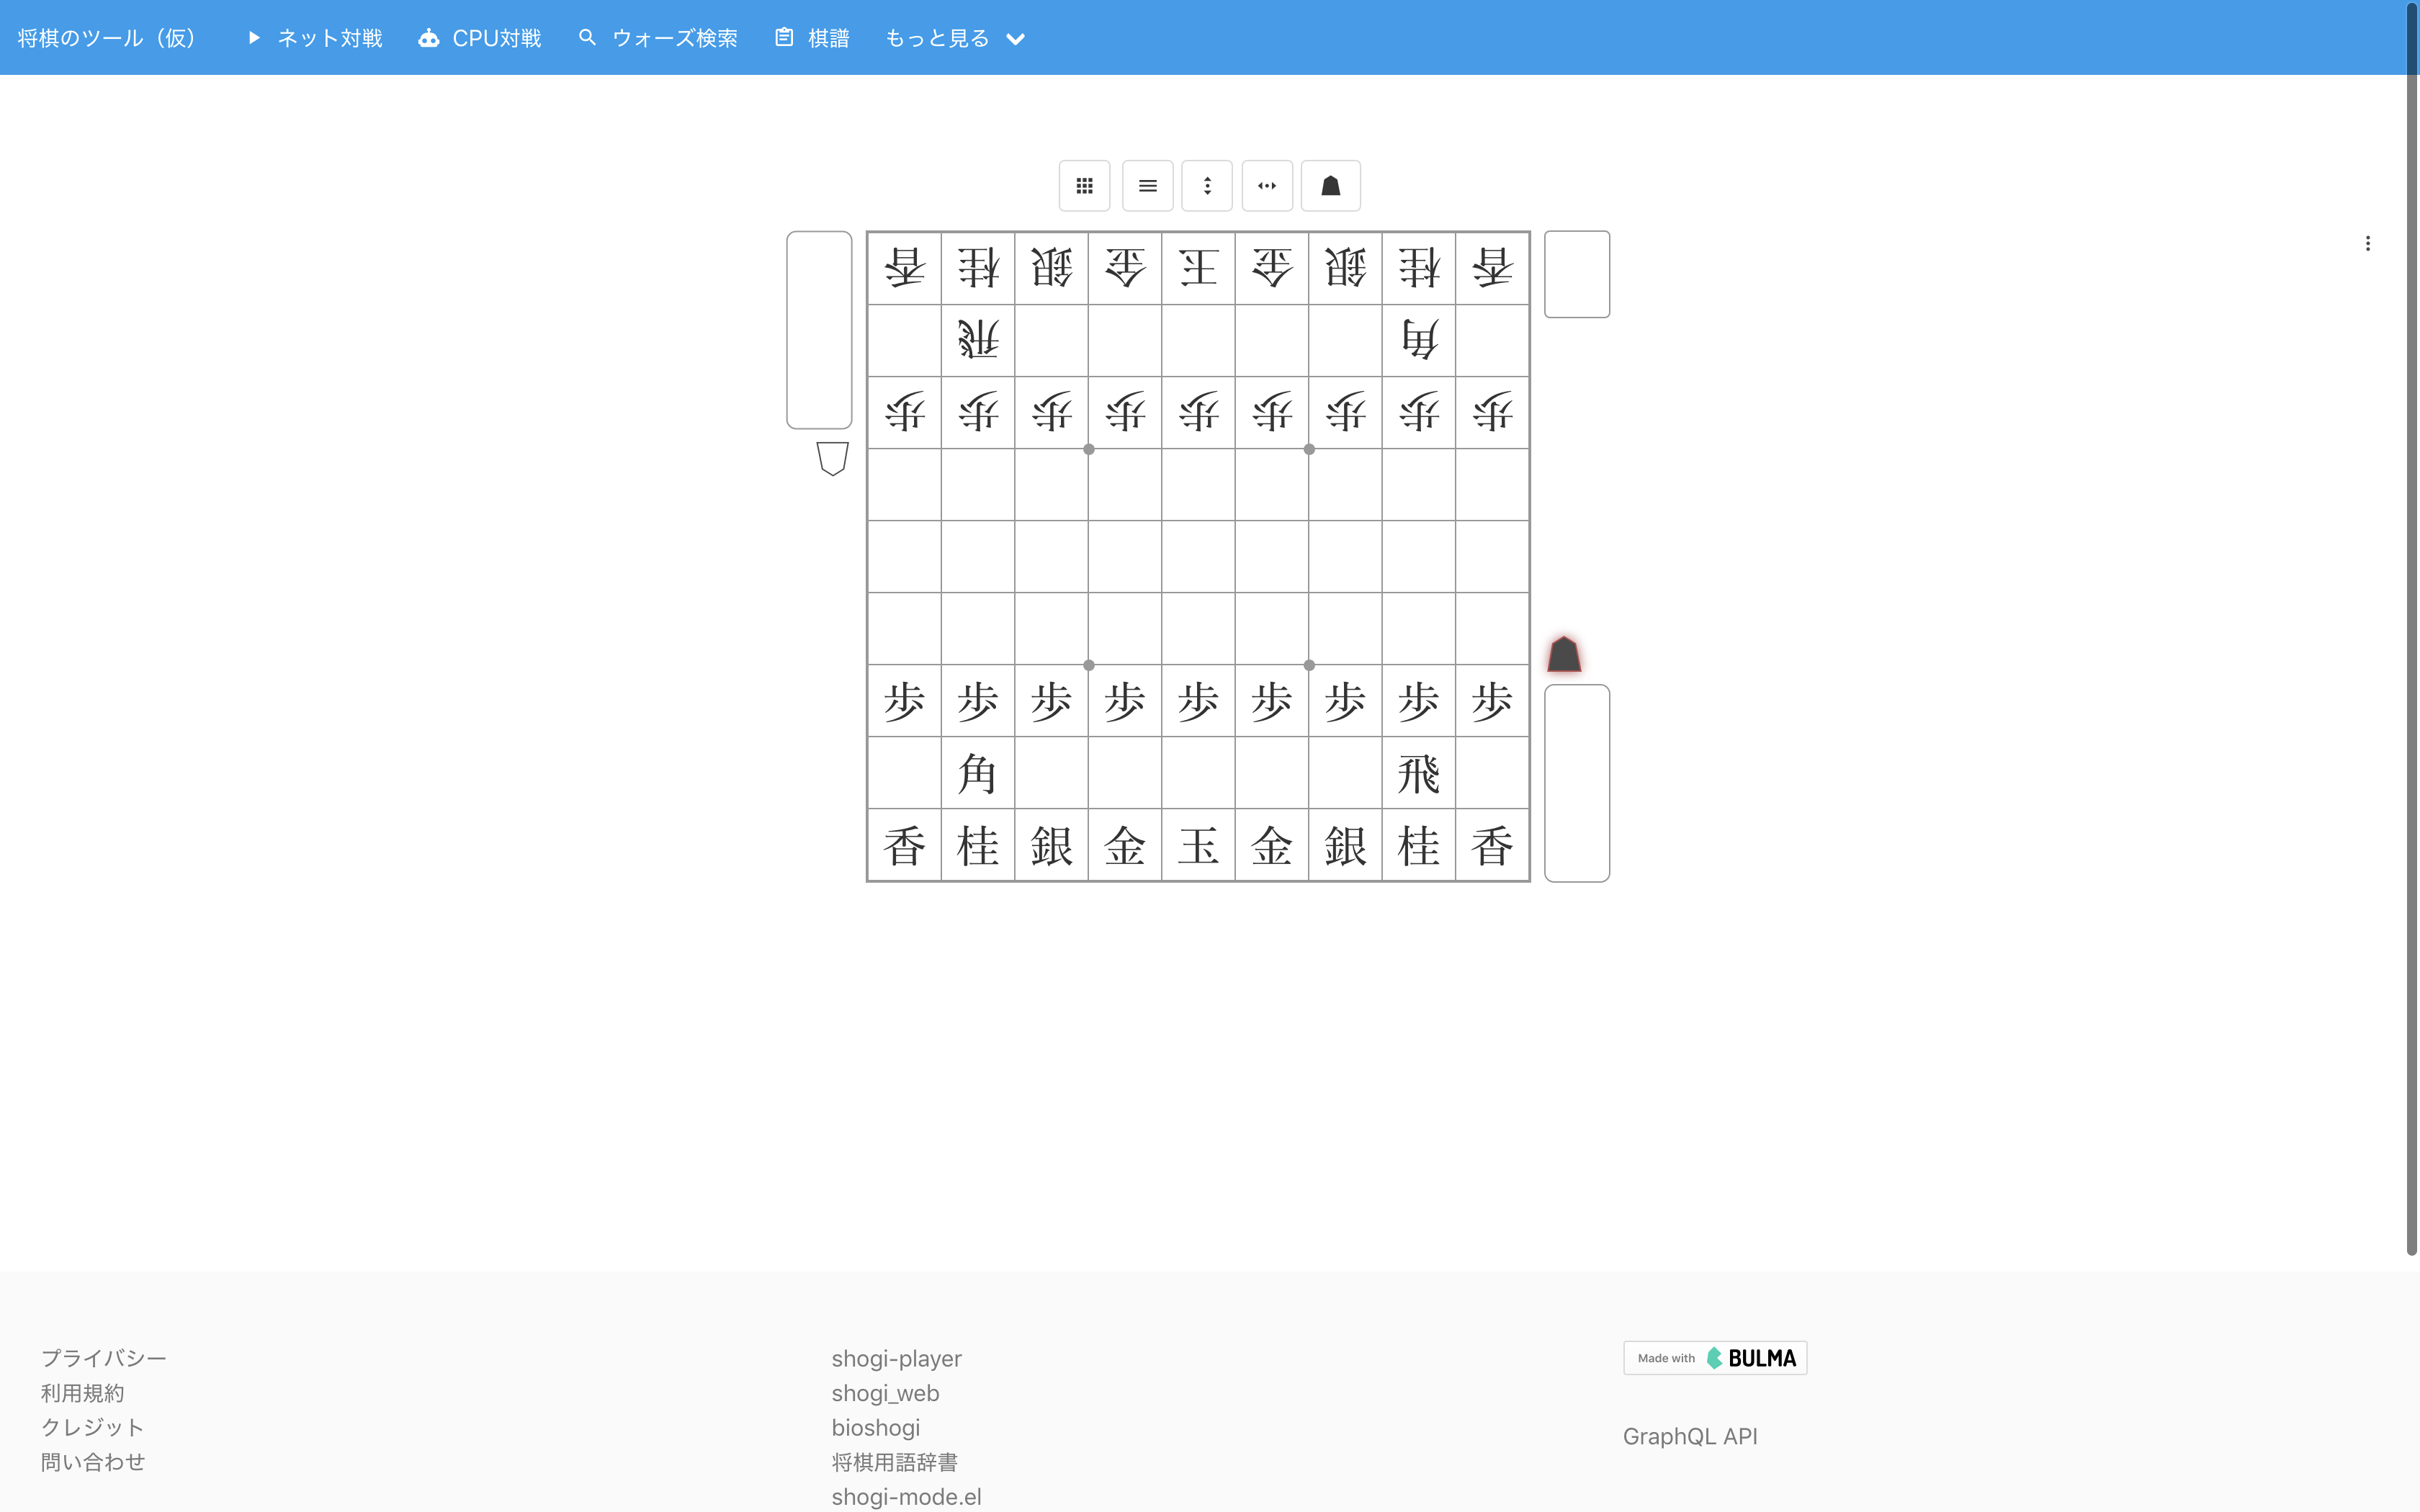 将棋のツール（仮） ネット対戦 CPU対戦 ウォーズ検索 棋譜 もっと見る
香 桂 銀 金 王 金 銀 桂 香
飛 角
歩 歩 歩 歩 歩 歩 歩 歩 歩
歩 歩 歩 歩 歩 歩 歩 歩 歩
角 飛
香 桂 銀 金 玉 金 銀 桂 香
プライバシー
利用規約
クレジット
問い合わせ
shogi-player
shogi_web
bioshogi
将棋用語辞書
shogi-mode.el
Made with BULMA
GraphQL API